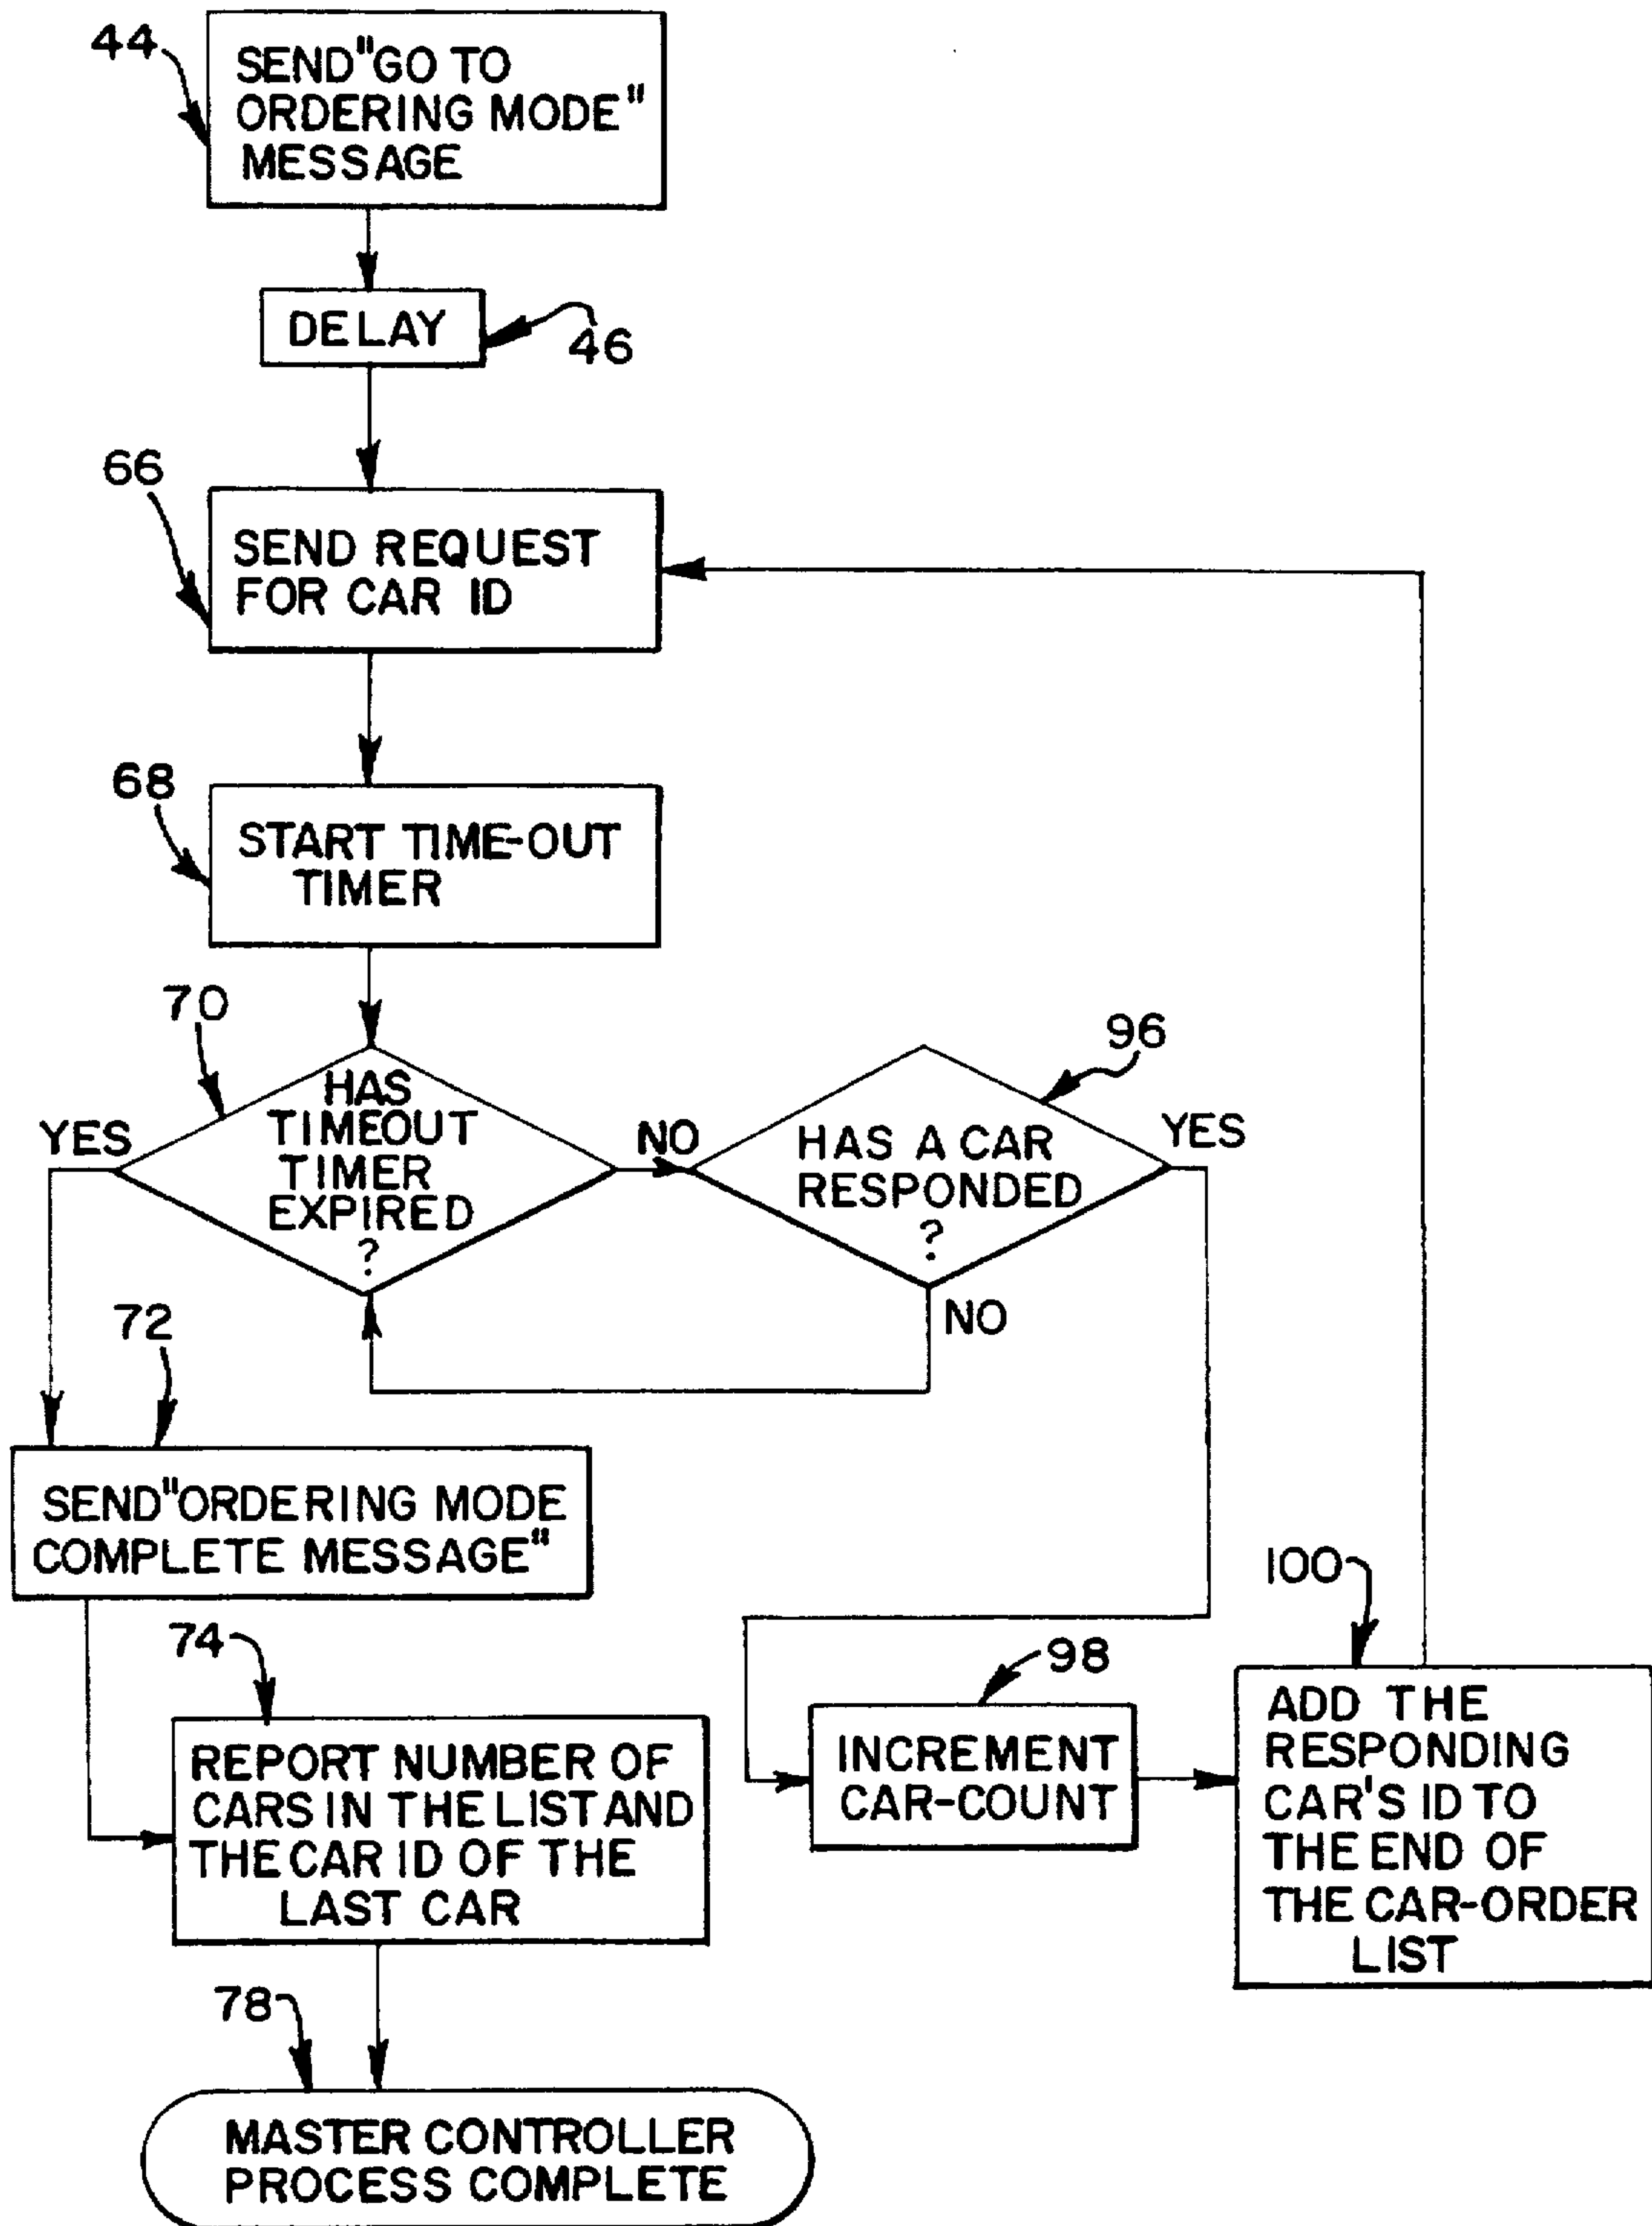 44
SEND "GO TO
ORDERING MODE"
MESSAGE
DELAY
46
66
SEND REQUEST
FOR CAR ID
68
START TIME-OUT
TIMER
70
HAS
TIMEOUT
TIMER
EXPIRED
?
YES
NO
96
HAS A CAR
RESPONDED
?
YES
NO
72
SEND "ORDERING MODE
COMPLETE MESSAGE"
74
REPORT NUMBER OF
CARS IN THE LIST AND
THE CAR ID OF THE
LAST CAR
98
INCREMENT
CAR-COUNT
100
ADD THE
RESPONDING
CAR'S ID TO
THE END OF
THE CAR-ORDER
LIST
78
MASTER CONTROLLER
PROCESS COMPLETE